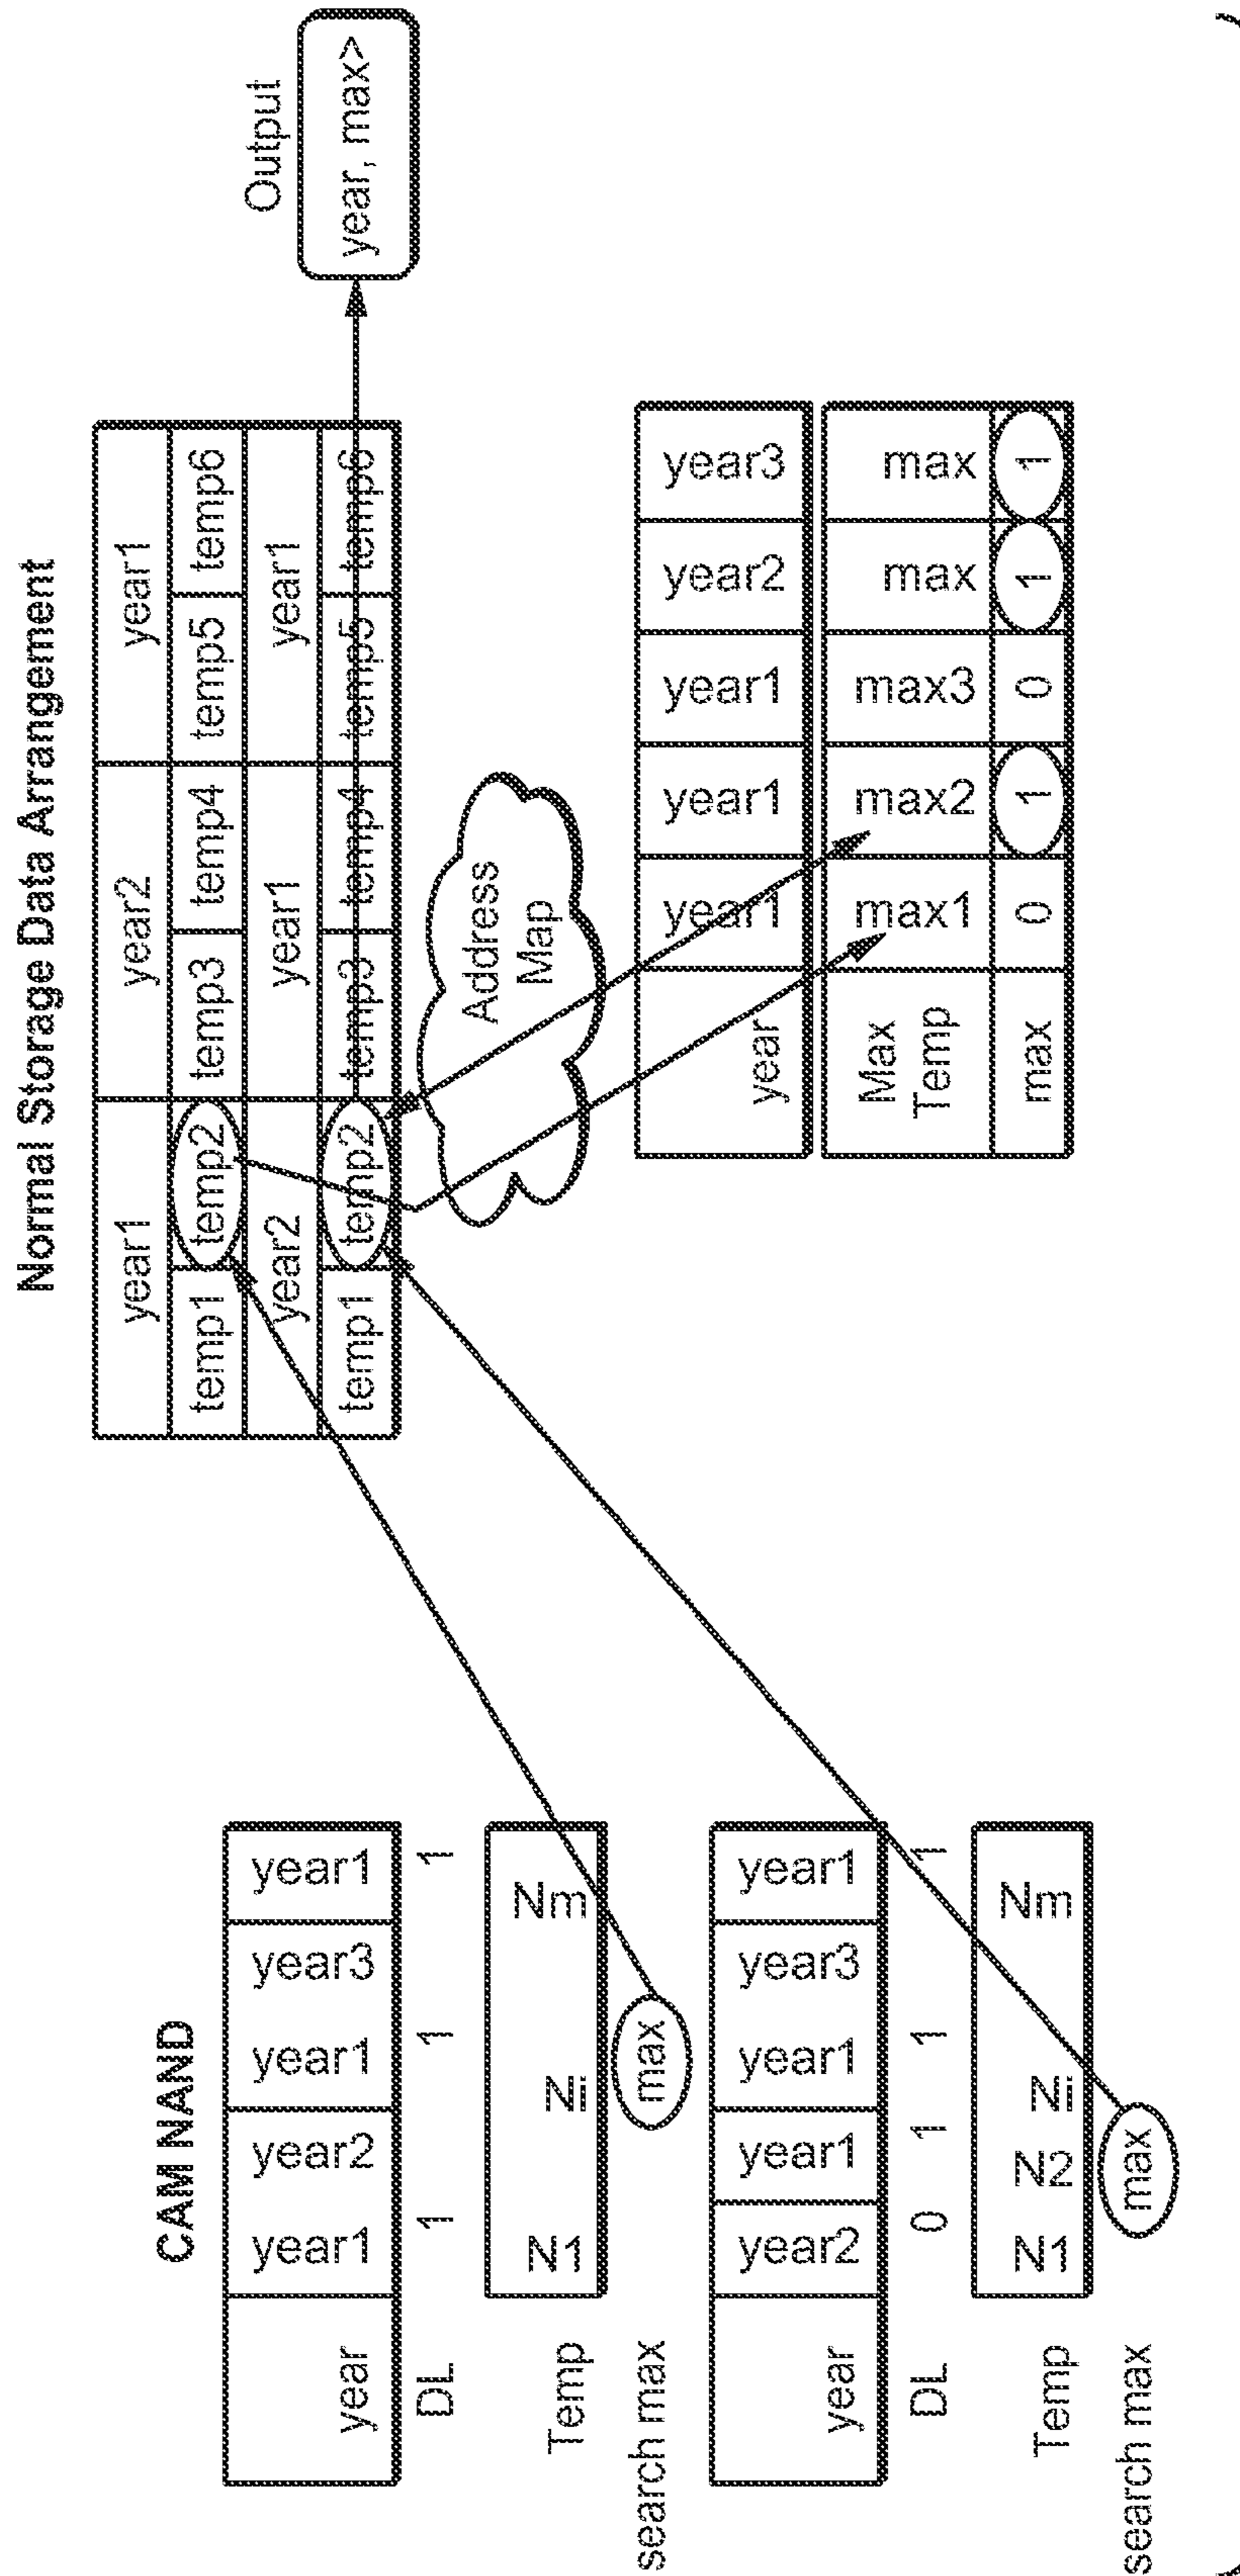 CAM NAND
year year1 year2 year1 year3 year1
DL 1 1 1
Temp N1 Ni Nm
search max max
year year2 year1 year1 year3 year1
DL 0 1 1 1
Temp N1 N2 Ni Nm
search max max
Normal Storage Data Arrangement
year1 year2 year1
temp1 temp2 temp3 temp4 temp5 temp6
year2 year1 year1
temp1 temp2 temp3 temp4 temp5 temp6
Address
Map
year year1 year1 year1 year2 year3
Max
Temp max1 max2 max3 max max
max 0 1 0 1 1
Output
year, max>